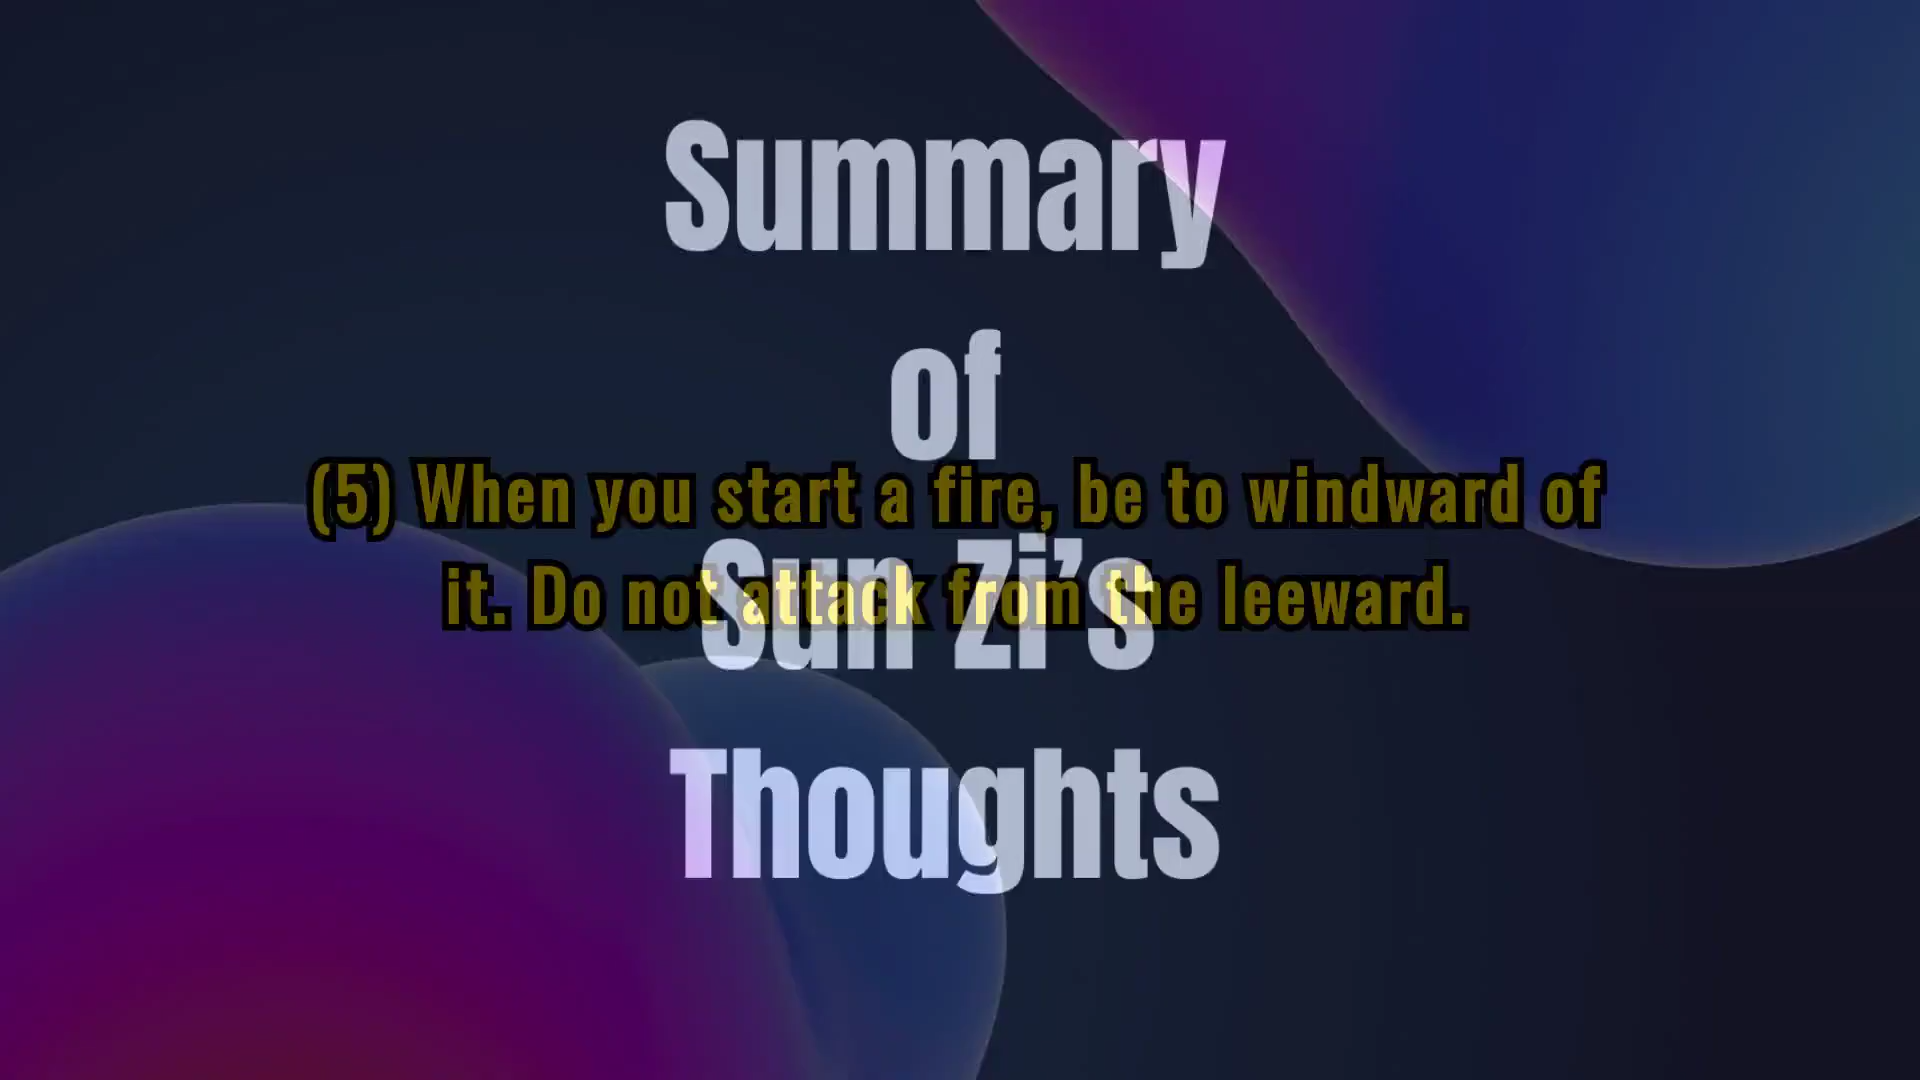 Summary
of
(5) When you start a fire, be to windward of
it. Do not attack from the leeward.
Sun Zi’s
Thoughts